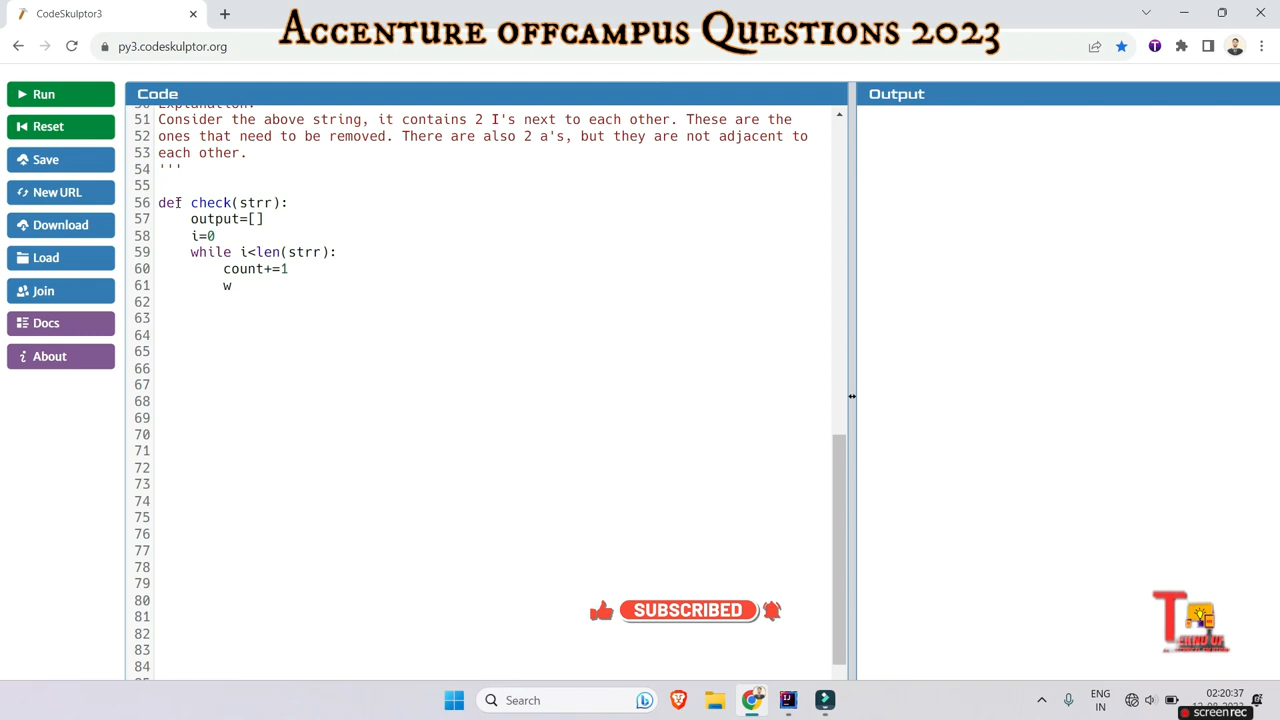 CodeSkulptor3
Accenture offcampus Questions 2023
py3.codeskulptor.org
Run
Reset
Save
New URL
Download
Load
Join
Docs
About
Code
Output
50 Explanation:
51 Consider the above string, it contains 2 I's next to each other. These are the
52 ones that need to be removed. There are also 2 a's, but they are not adjacent to
53 each other.
54 '''
55
56 def check(strr):
57 output=[]
58 i=0
59 while i<len(strr):
60 count+=1
61 w
62
63
64
65
66
67
68
69
70
71
72
73
74
75
76
77
78
79
80
81
82
83
84
SUBSCRIBED
Search
ENG
IN
02:20:37
screenrec